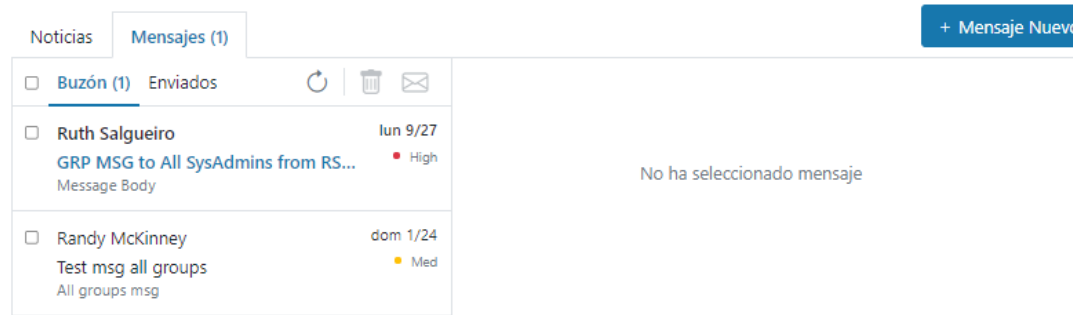 Noticias Mensajes (1) + Mensaje Nuevo
Buzón (1) Enviados
Ruth Salgueiro lun 9/27
GRP MSG to All SysAdmins from RS... High
Message Body
No ha seleccionado mensaje
Randy McKinney dom 1/24
Test msg all groups Med
All groups msg